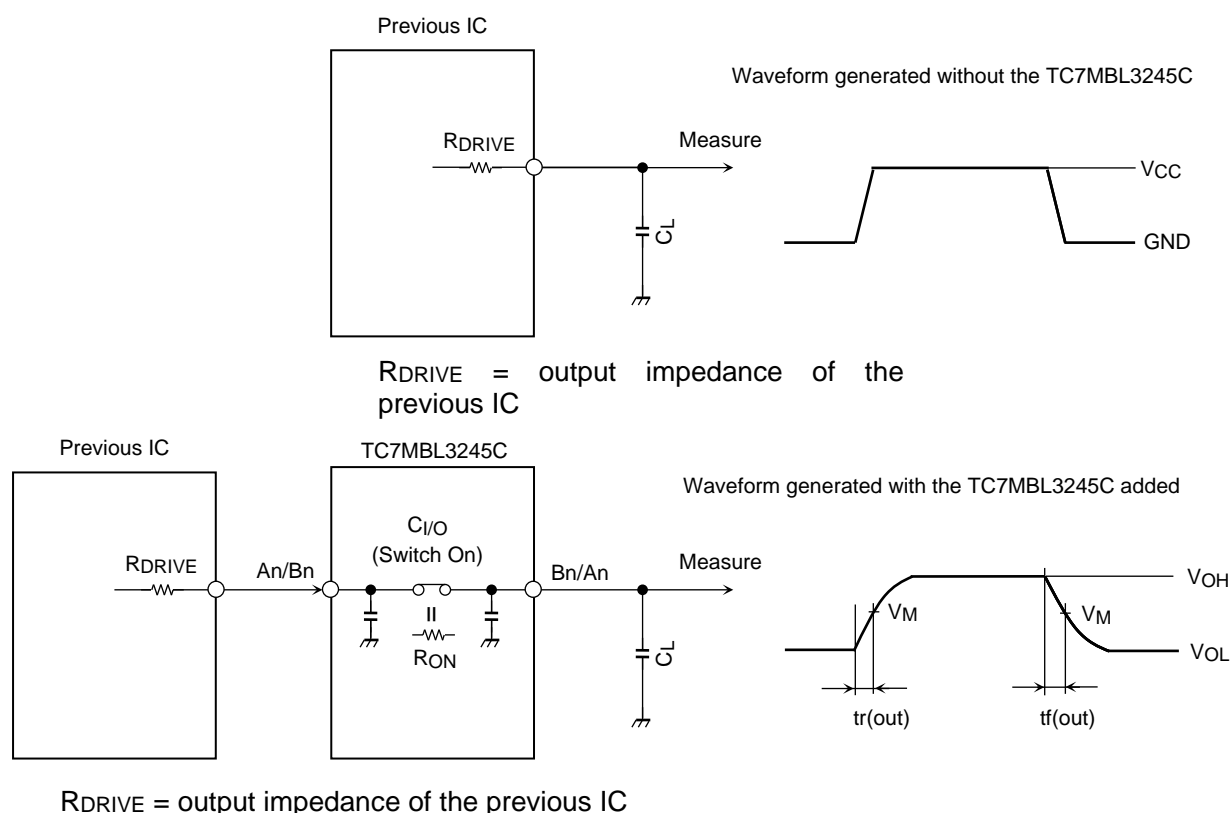 Previous IC
Waveform generated without the TC7MBL3245C
RDRIVE
Measure
VCC
CL
GND
RDRIVE = output impedance of the
previous IC
Previous IC
TC7MBL3245C
Waveform generated with the TC7MBL3245C added
CI/O
(Switch On)
RDRIVE
An/Bn
Bn/An
Measure
VOH
VM
VM
RON
CL
VOL
tr(out)
tf(out)
RDRIVE = output impedance of the previous IC